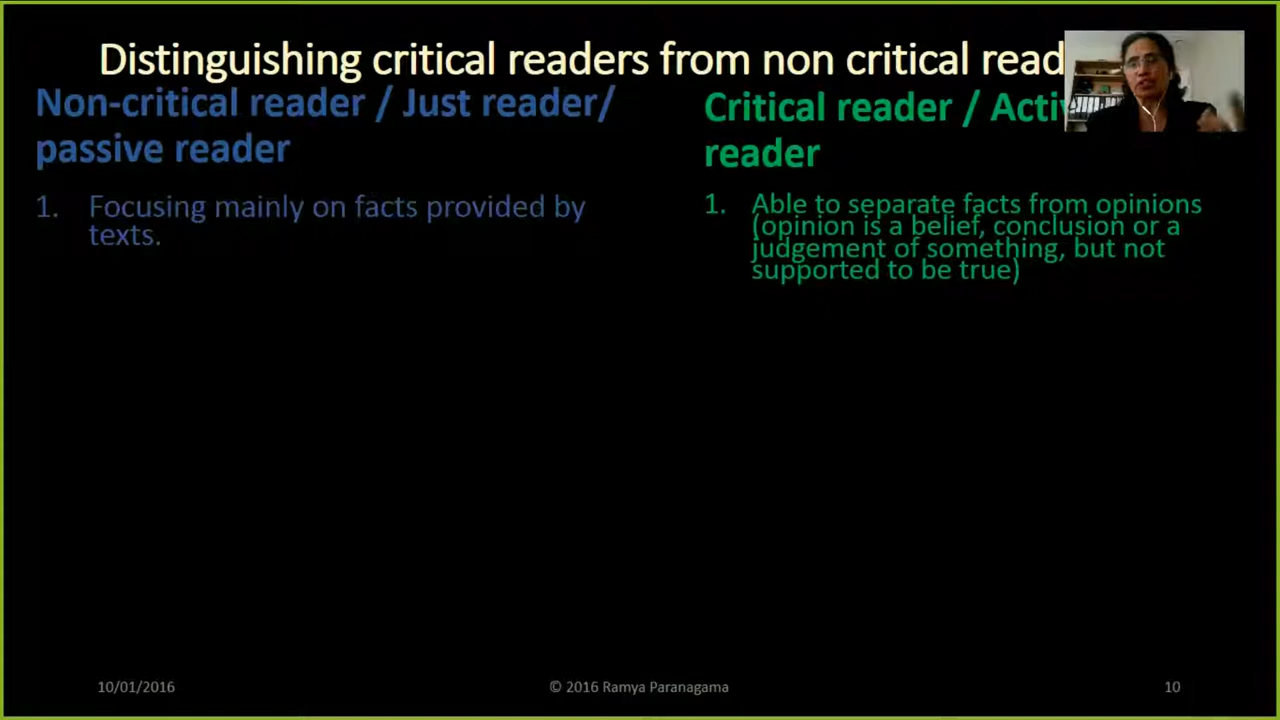 Distinguishing critical readers from non critical
Non-critical reader / Just reader/
passive reader
1. Focusing mainly on facts provided by
texts.
Critical reader /
reader
1. Able to separate facts from opinions
(opinion is a belief, conclusion or a
judgement of something, but not
supported to be true)
10/01/2016
© 2016 Ramya Paranagama
10